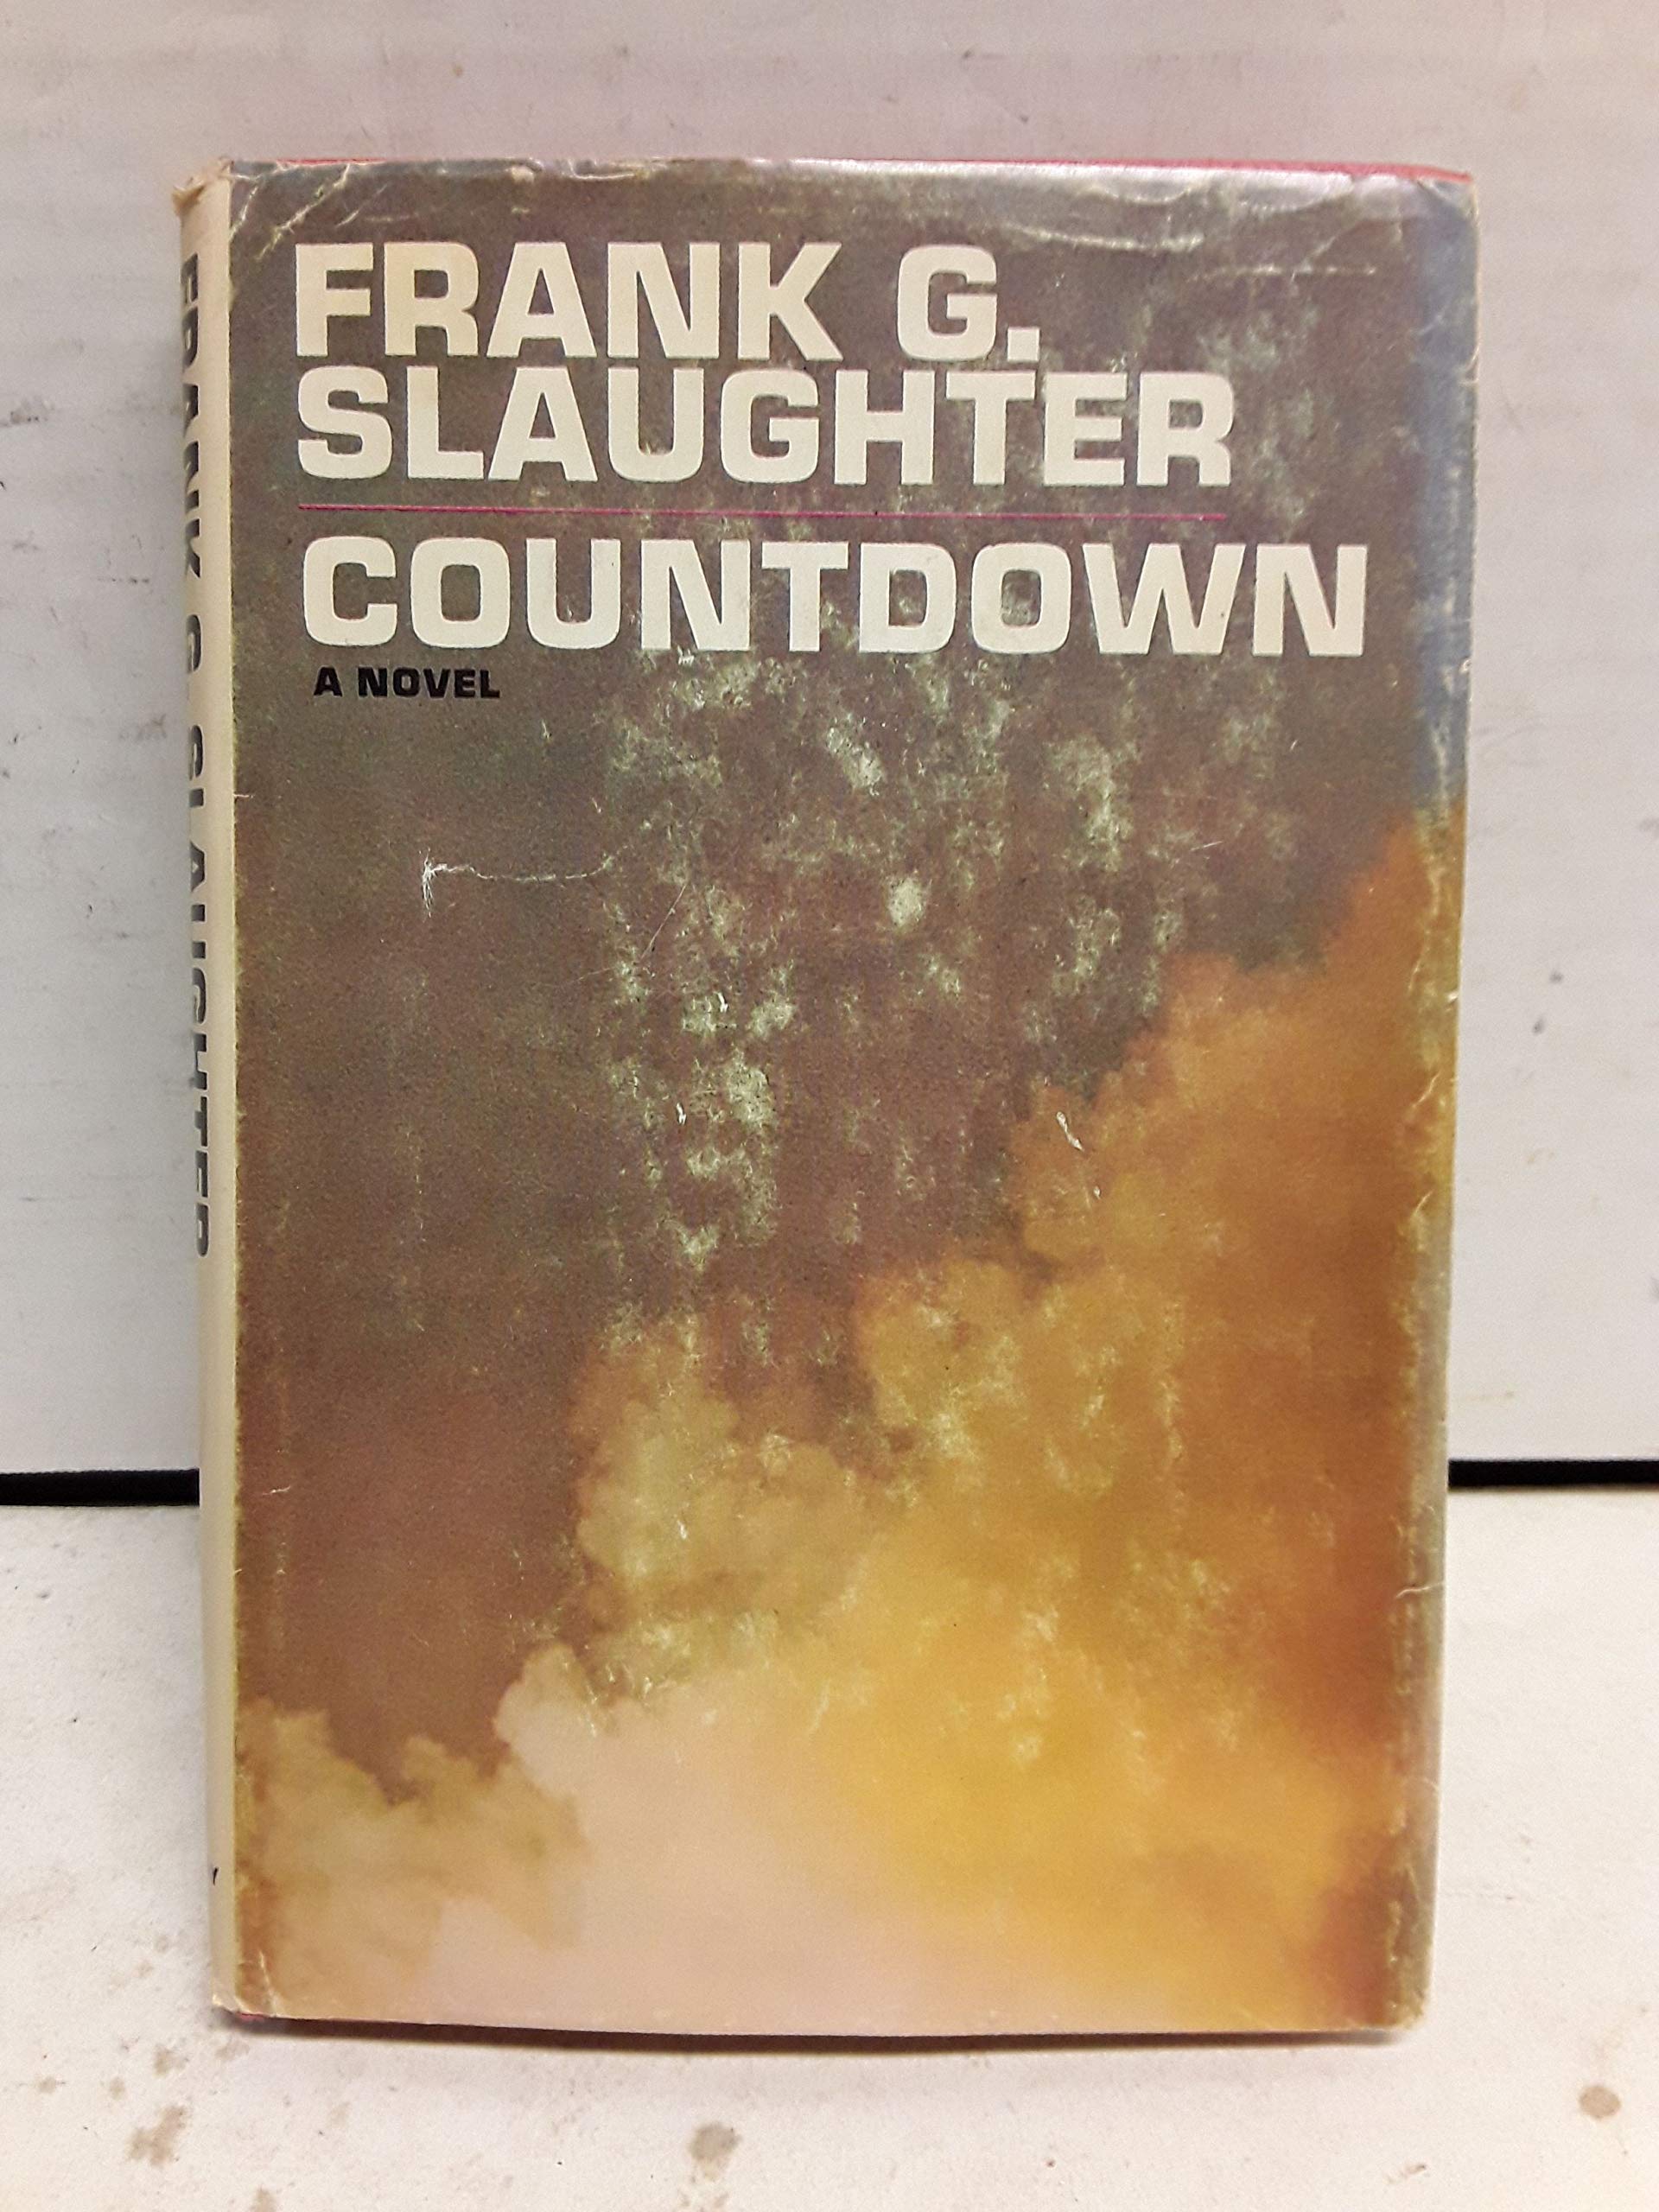 FRANK G.
SLAUGHTER
COUNTDOWN
A NOVEL
FRANK G. SLAUGHTER